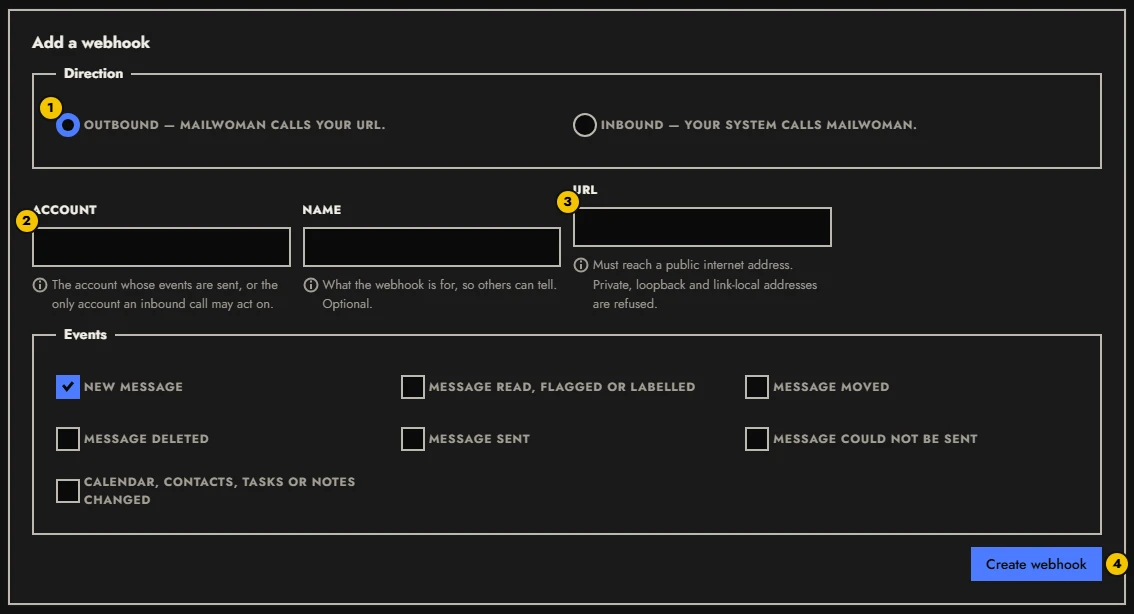 Add a webhook
Direction
1
OUTBOUND — MAILWOMAN CALLS YOUR URL.
INBOUND — YOUR SYSTEM CALLS MAILWOMAN.
2
ACCOUNT
The account whose events are sent, or the
only account an inbound call may act on.
NAME
What the webhook is for, so others can tell.
Optional.
3
URL
Must reach a public internet address.
Private, loopback and link-local addresses
are refused.
Events
NEW MESSAGE
MESSAGE READ, FLAGGED OR LABELLED
MESSAGE MOVED
MESSAGE DELETED
MESSAGE SENT
MESSAGE COULD NOT BE SENT
CALENDAR, CONTACTS, TASKS OR NOTES
CHANGED
Create webhook
4